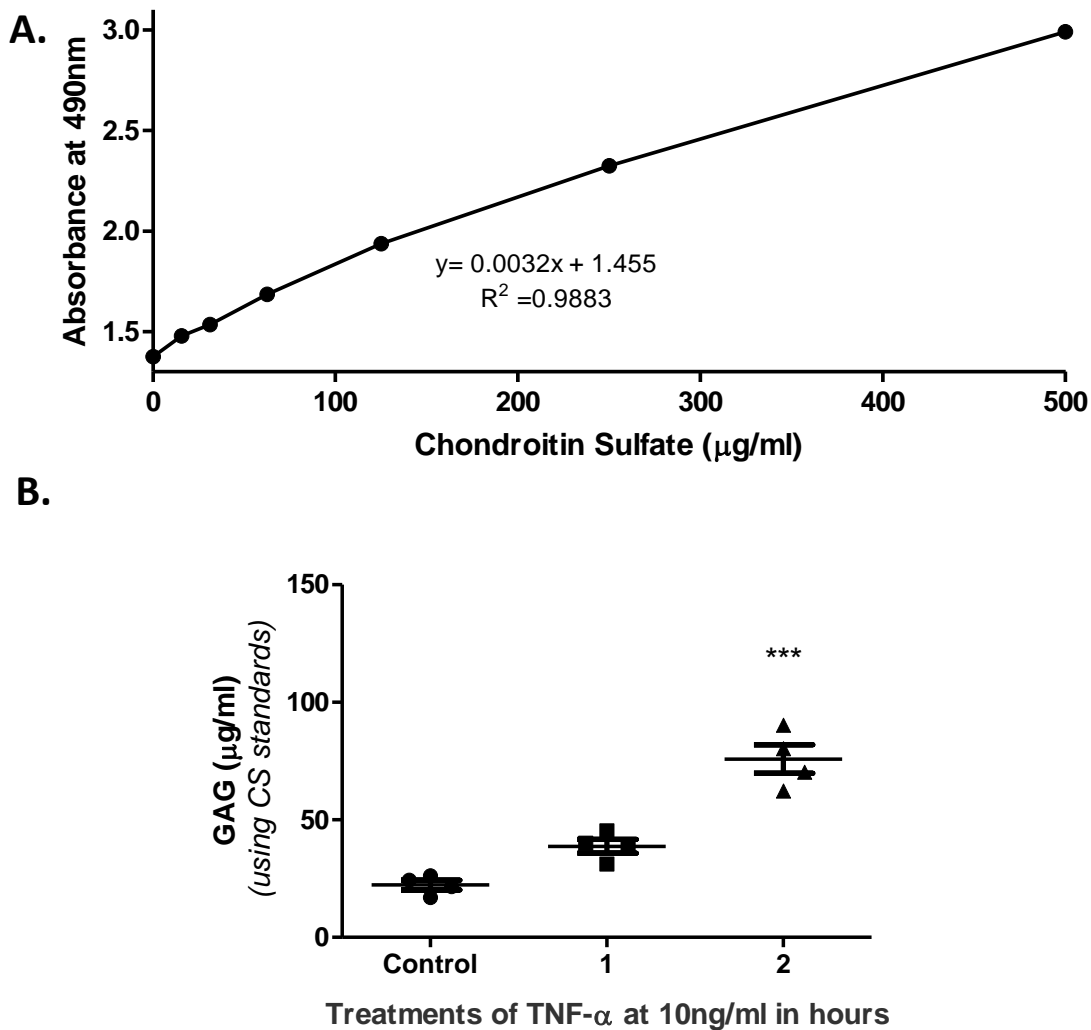 A.
Absorbance at 490nm
3.0
2.5
2.0
1.5
y= 0.0032x + 1.455
R² =0.9883
0 100 200 300 400 500
Chondroitin Sulfate (μg/ml)
B.
GAG (μg/ml)
(using CS standards)
150
100
50
0
***
Control 1 2
Treatments of TNF-α at 10ng/ml in hours